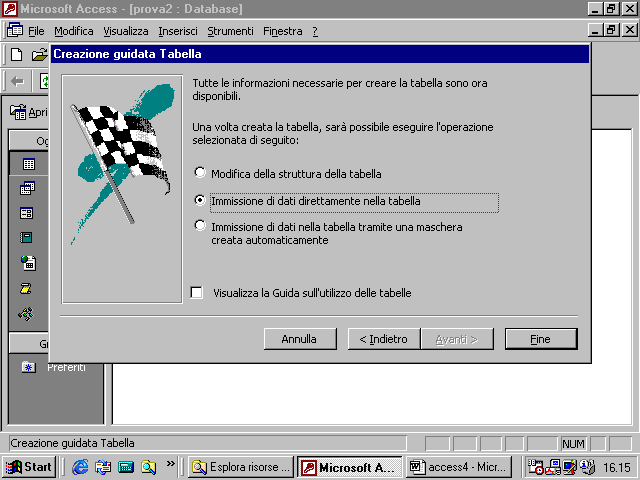 Microsoft Access - [prova2 : Database]
File Modifica Visualizza Inserisci Strumenti Finestra ?
Creazione guidata Tabella
Apri
Og
Tutte le informazioni necessarie per creare la tabella sono ora
disponibili.
Una volta creata la tabella, sarà possibile eseguire l'operazione
selezionata di seguito:
Modifica della struttura della tabella
Immissione di dati direttamente nella tabella
Immissione di dati nella tabella tramite una maschera
creata automaticamente
Visualizza la Guida sull'utilizzo delle tabelle
Annulla < Indietro Avanti > Fine
Preferiti
Creazione guidata Tabella NUM
Start » Esplora risorse ... Microsoft A... access4 - Micr... 16.15